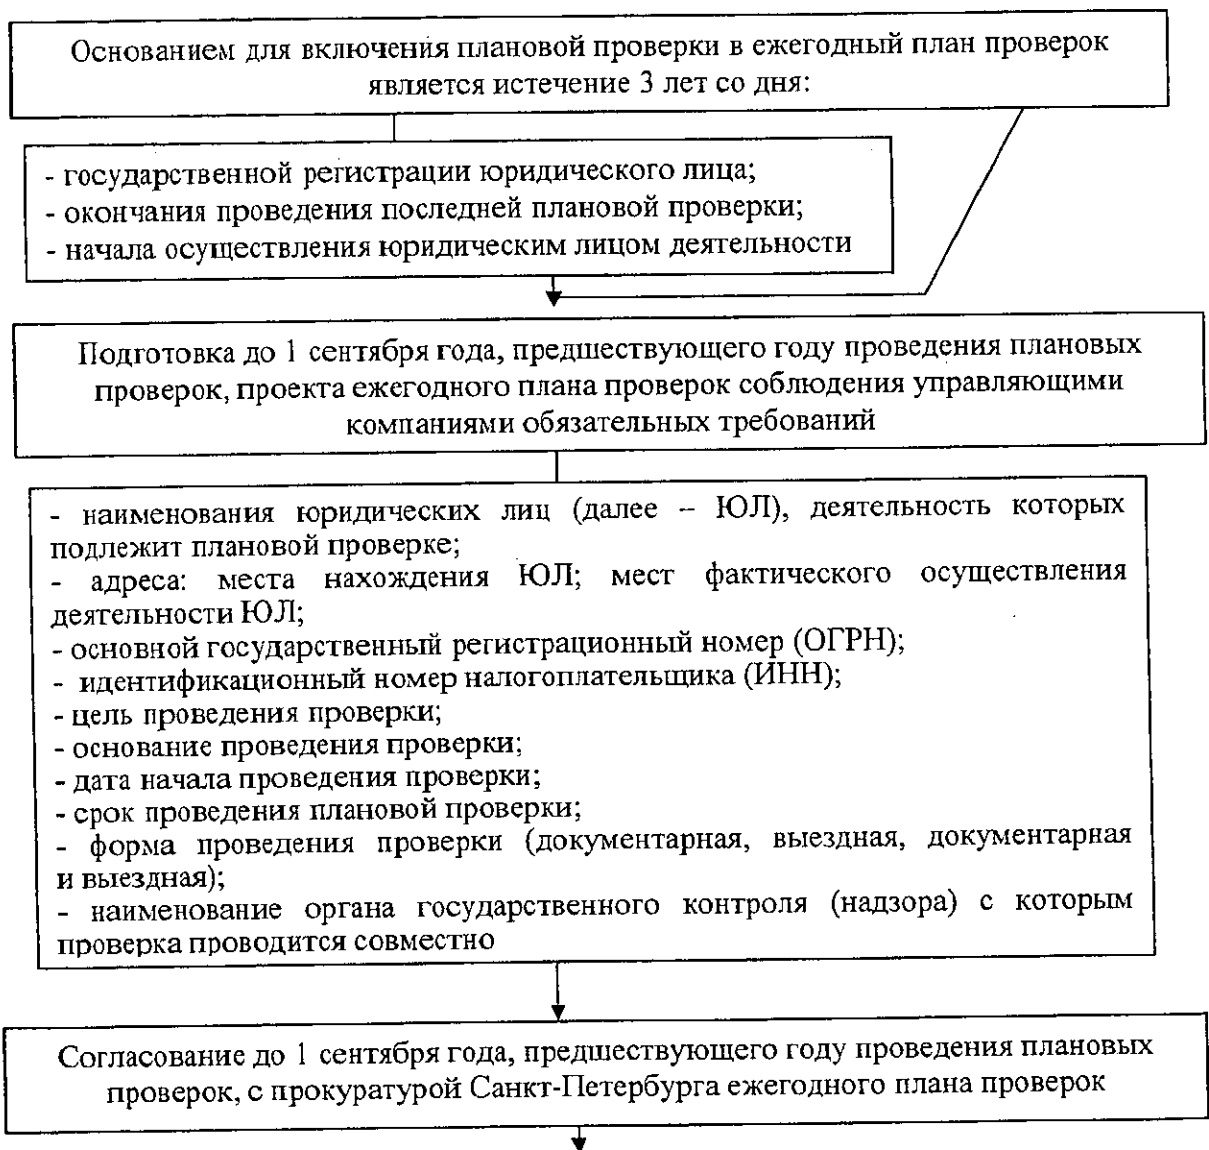 Основанием для включения плановой проверки в ежегодный план проверок
является истечение 3 лет со дня:
- государственной регистрации юридического лица;
- окончания проведения последней плановой проверки;
- начала осуществления юридическим лицом деятельности
Подготовка до 1 сентября года, предшествующего году проведения плановых
проверок, проекта ежегодного плана проверок соблюдения управляющими
компаниями обязательных требований
- наименования юридических лиц (далее – ЮЛ), деятельность которых
подлежит плановой проверке;
- адреса: места нахождения ЮЛ; мест фактического осуществления
деятельности ЮЛ;
- основной государственный регистрационный номер (ОГРН);
- идентификационный номер налогоплательщика (ИНН);
- цель проведения проверки;
- основание проведения проверки;
- дата начала проведения проверки;
- срок проведения плановой проверки;
- форма проведения проверки (документарная, выездная, документарная
и выездная);
- наименование органа государственного контроля (надзора) с которым
проверка проводится совместно
Согласование до 1 сентября года, предшествующего году проведения плановых
проверок, с прокуратурой Санкт-Петербурга ежегодного плана проверок